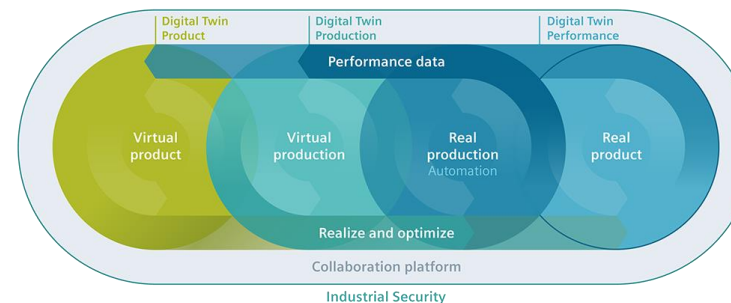 Digital Twin
Product
Digital Twin
Production
Digital Twin
Performance
Performance data
Virtual
product
Virtual
production
Real
production
Automation
Real
product
Realize and optimize
Collaboration platform
Industrial Security